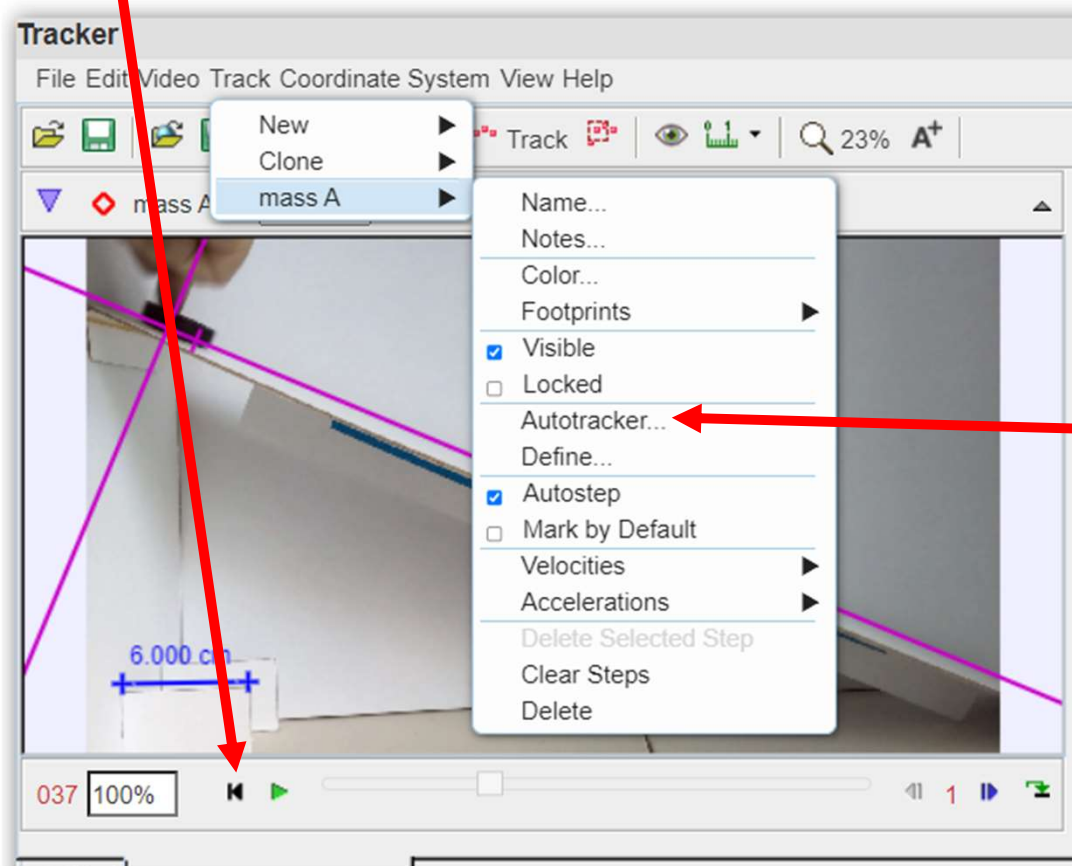 Tracker
File Edit Video Track Coordinate System View Help
New
Clone
mass A
Track
23%
A+
mass A
Name...
Notes...
Color...
Footprints
Visible
Locked
Autotracker...
Define...
Autostep
Mark by Default
Velocities
Accelerations
Delete Selected Step
Clear Steps
Delete
6.000 cm
037
100%
1